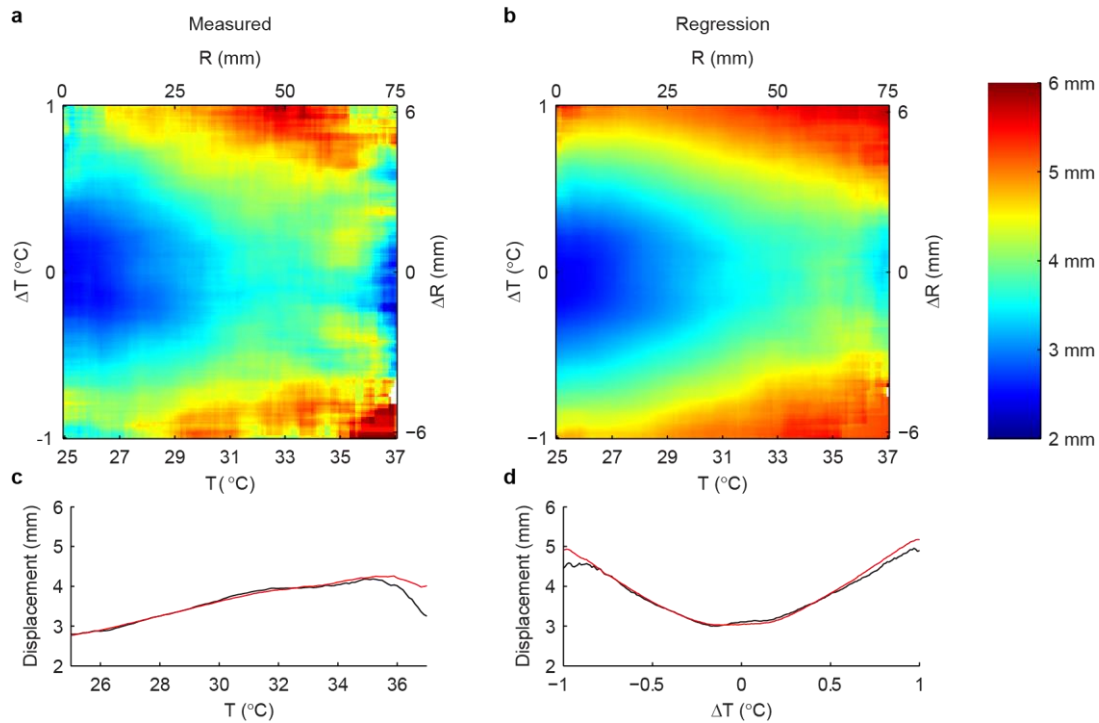 a
Measured
R (mm)
0 25 50 75
1
0
-1
ΔT (°C)
6
0
−6
ΔR (mm)
25 27 29 31 33 35 37
T (°C)
b
Regression
R (mm)
0 25 50 75
1
0
−1
ΔT (°C)
6
0
−6
ΔR (mm)
25 27 29 31 33 35 37
T (°C)
6 mm
5 mm
4 mm
3 mm
2 mm
c
Displacement (mm)
6
5
4
3
2
26 28 30 32 34 36
T (°C)
d
Displacement (mm)
6
5
4
3
2
−1 −0.5 0 0.5 1
ΔT (°C)